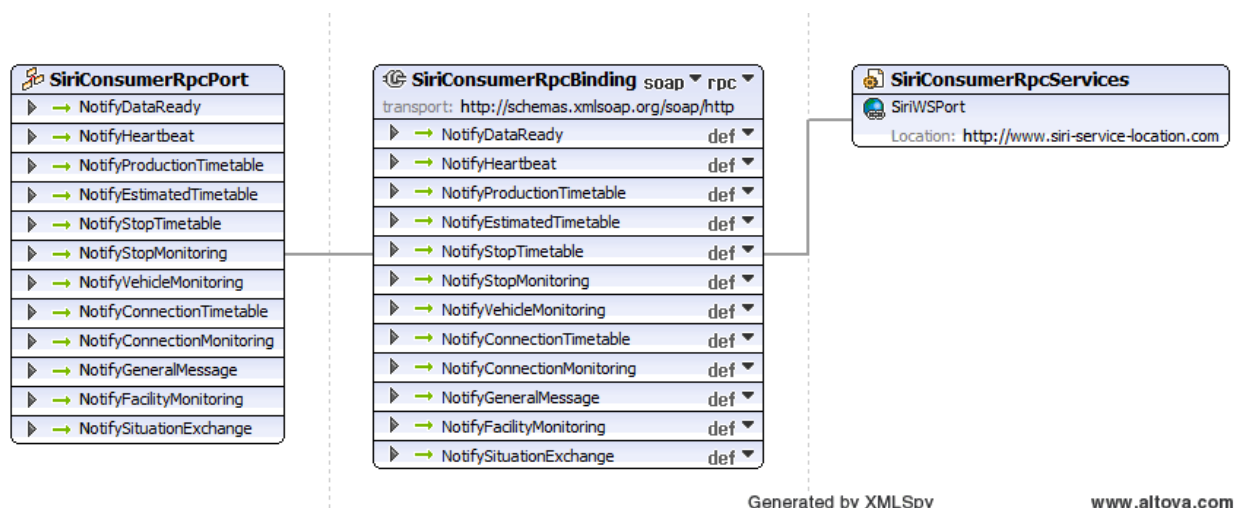 SiriConsumerRpcPort
NotifyDataReady
NotifyHeartbeat
NotifyProductionTimetable
NotifyEstimatedTimetable
NotifyStopTimetable
NotifyStopMonitoring
NotifyVehicleMonitoring
NotifyConnectionTimetable
NotifyConnectionMonitoring
NotifyGeneralMessage
NotifyFacilityMonitoring
NotifySituationExchange
SiriConsumerRpcBinding soap rpc
transport: http://schemas.xmlsoap.org/soap/http
NotifyDataReady def
NotifyHeartbeat def
NotifyProductionTimetable def
NotifyEstimatedTimetable def
NotifyStopTimetable def
NotifyStopMonitoring def
NotifyVehicleMonitoring def
NotifyConnectionTimetable def
NotifyConnectionMonitoring def
NotifyGeneralMessage def
NotifyFacilityMonitoring def
NotifySituationExchange def
SiriConsumerRpcServices
SiriWSPort
Location: http://www.siri-service-location.com
Generated by XMLSpy www.altova.com